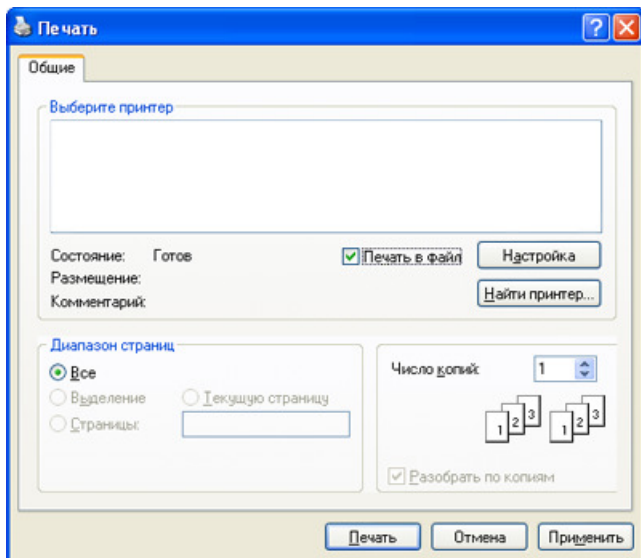 Печать
Общие
Выберите принтер
Состояние: Готов
Печать в файл
Настройка
Размещение:
Комментарий:
Найти принтер...
Диапазон страниц
Все
Выделение
Текущую страницу
Страницы:
Число копий:
1
1 2 3 1 2 3
Разобрать по копиям
Печать
Отмена
Применить